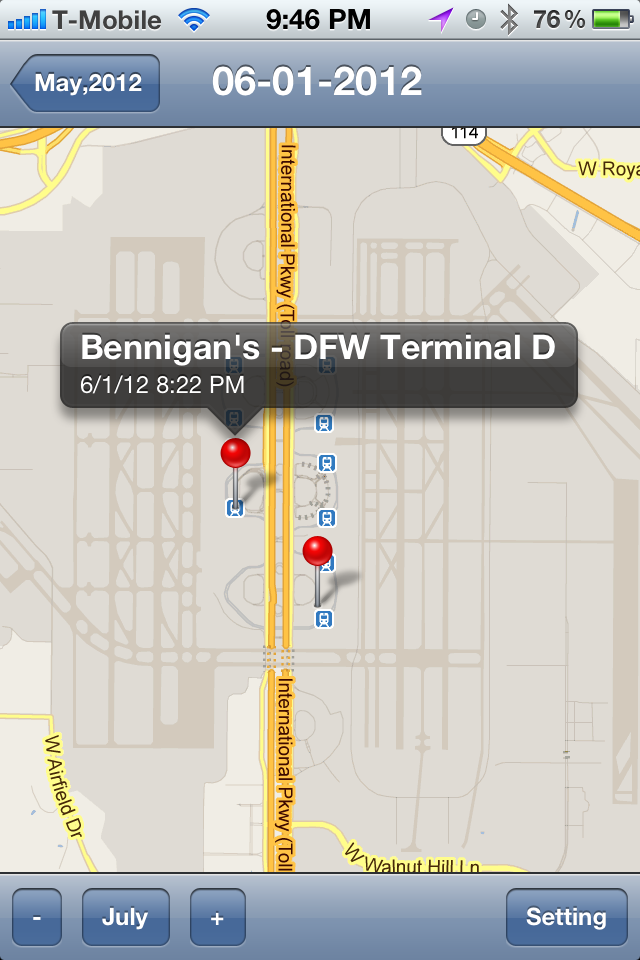 T-Mobile 9:46 PM 76%
May,2012 06-01-2012
114
W Roya
International Pkwy (Toll road)
Bennigan's - DFW Terminal D
6/1/12 8:22 PM
International Pkwy (Toll
W Airfield Dr
W Walnut Hill Ln
- July + Setting